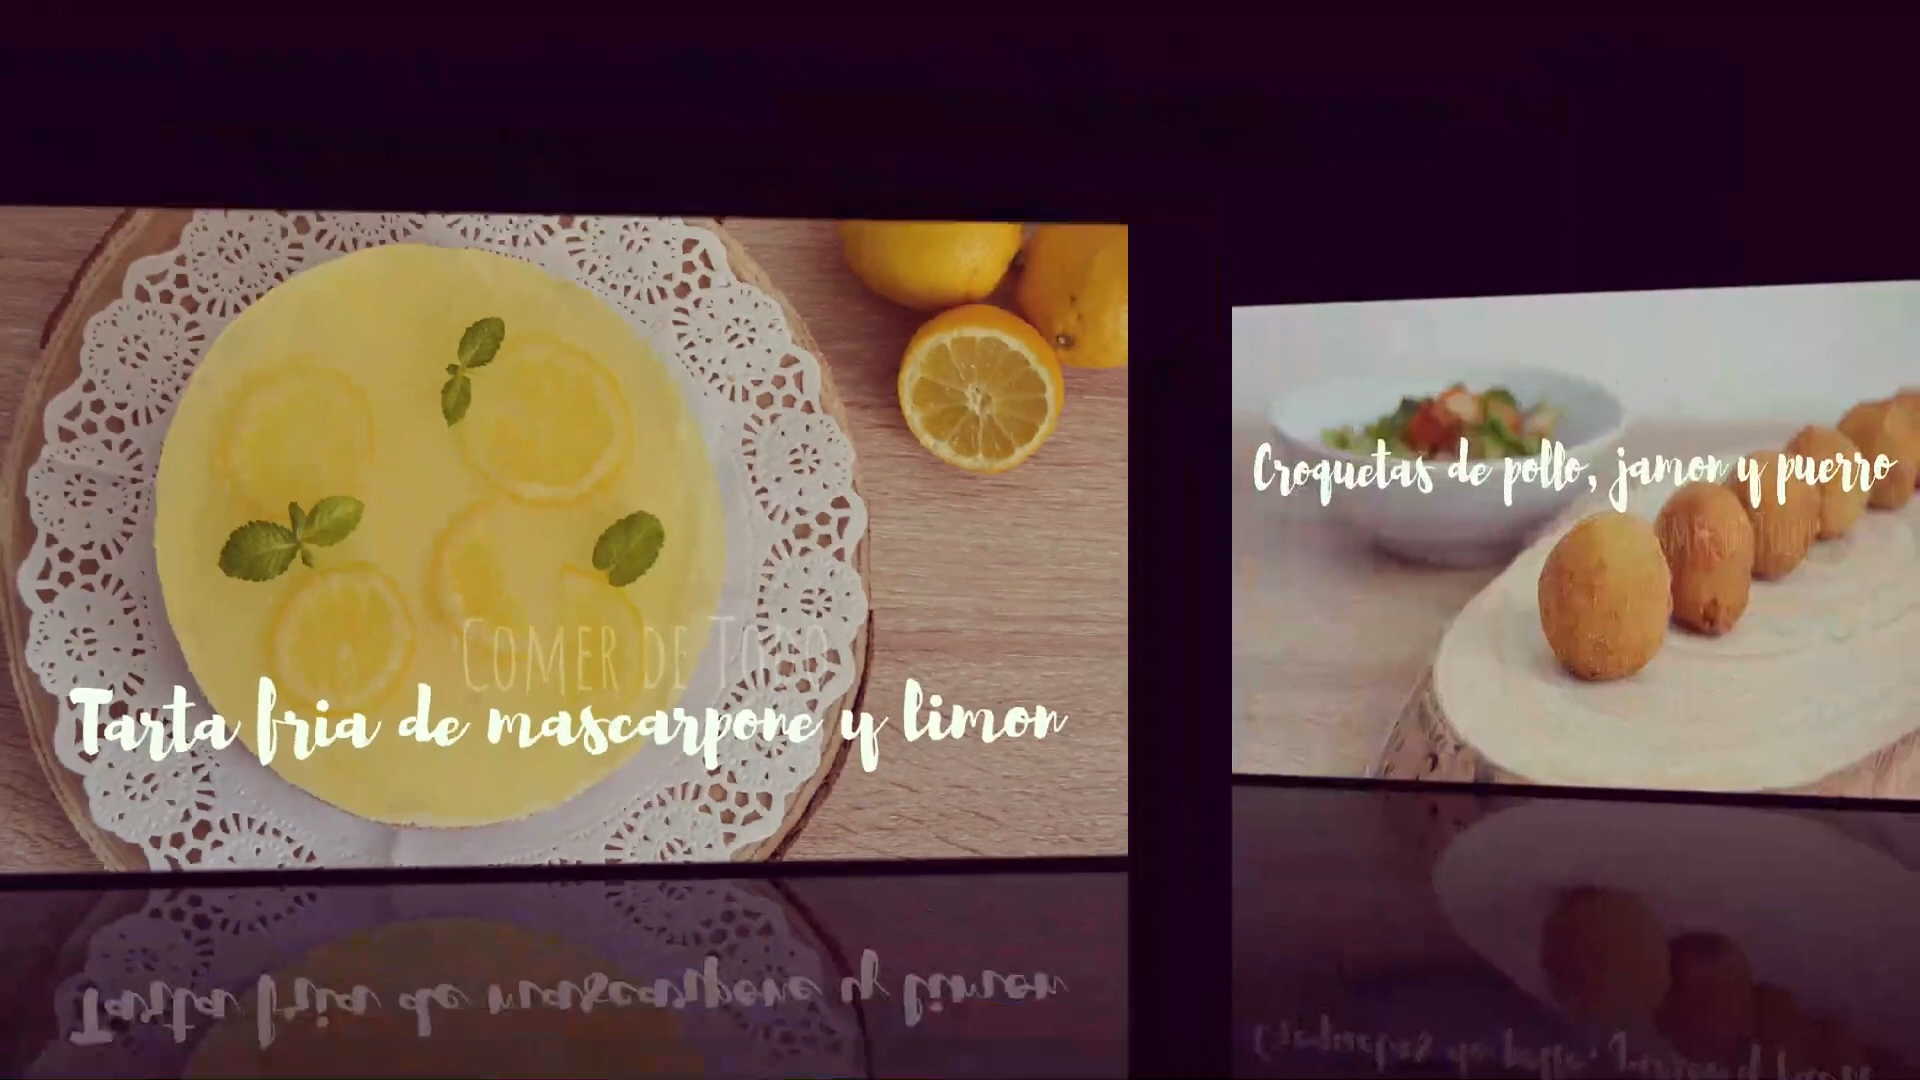 COMER DE TODO
Tarta fria de mascarpone y limon
Croquetas de pollo, jamon y puerro